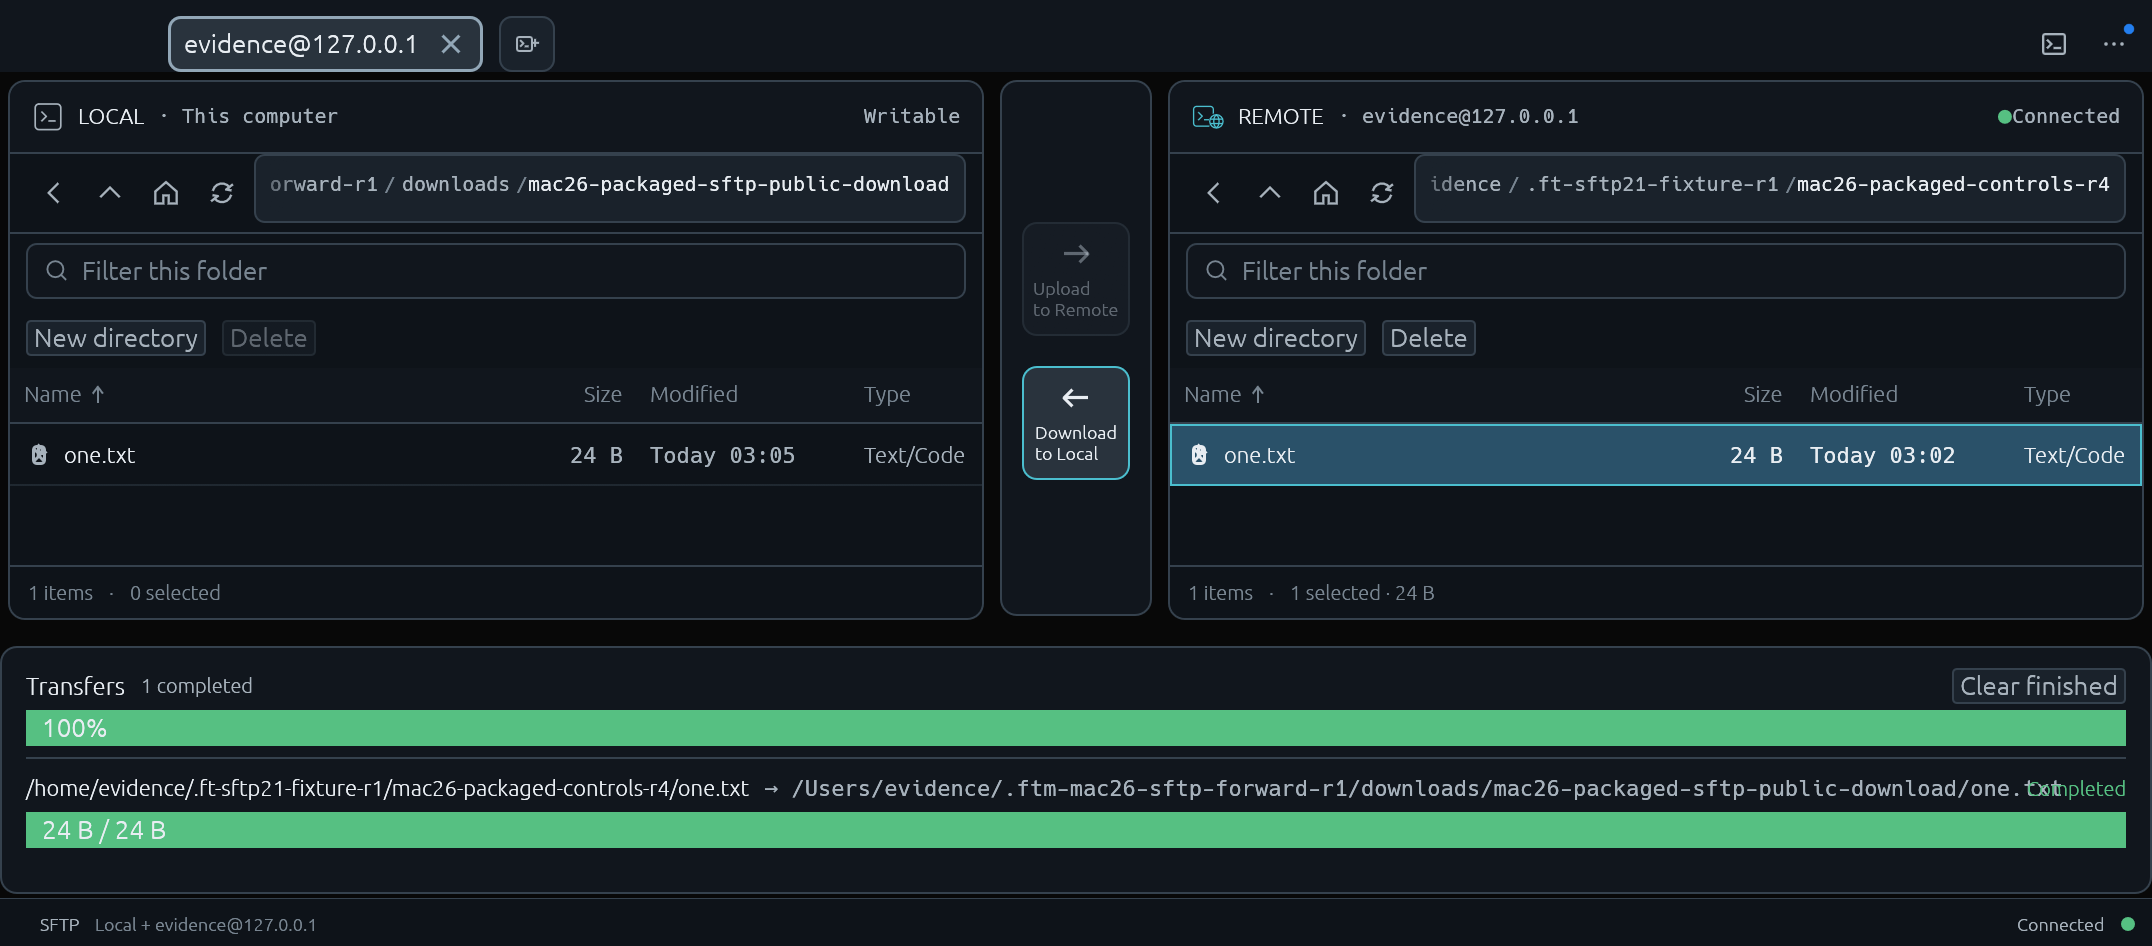 evidence@127.0.0.1
LOCAL · This computer Writable
orward-r1 / downloads /mac26-packaged-sftp-public-download
Filter this folder
New directory Delete
Name ↑ Size Modified Type
one.txt 24 B Today 03:05 Text/Code
1 items · 0 selected
→
Upload
to Remote
←
Download
to Local
REMOTE · evidence@127.0.0.1 Connected
idence / .ft-sftp21-fixture-r1 /mac26-packaged-controls-r4
Filter this folder
New directory Delete
Name ↑ Size Modified Type
one.txt 24 B Today 03:02 Text/Code
1 items · 1 selected · 24 B
Transfers 1 completed Clear finished
100%
/home/evidence/.ft-sftp21-fixture-r1/mac26-packaged-controls-r4/one.txt → /Users/evidence/.ftm-mac26-sftp-forward-r1/downloads/mac26-packaged-sftp-public-download/one.txt Completed
24 B / 24 B
SFTP Local + evidence@127.0.0.1 Connected